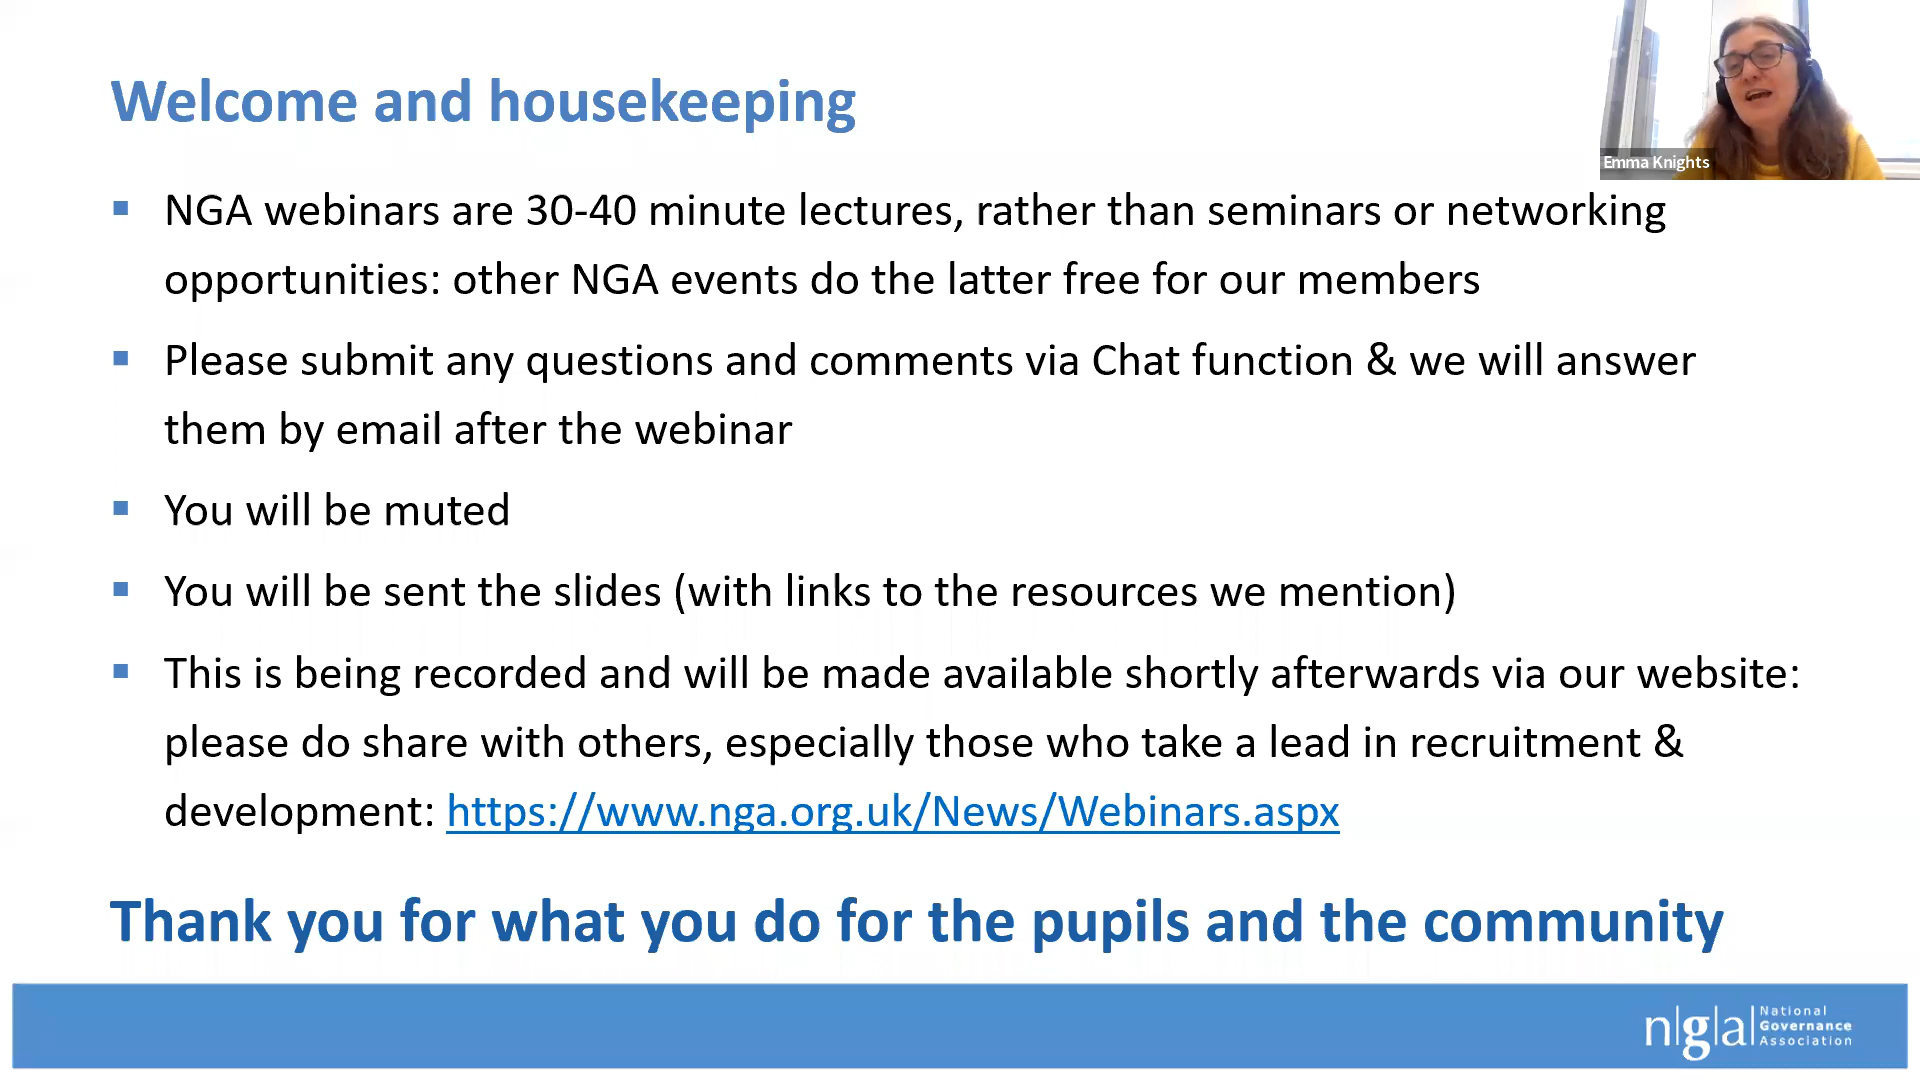 Welcome and housekeeping
Emma Knights
▪ NGA webinars are 30-40 minute lectures, rather than seminars or networking
opportunities: other NGA events do the latter free for our members
▪ Please submit any questions and comments via Chat function & we will answer
them by email after the webinar
▪ You will be muted
▪ You will be sent the slides (with links to the resources we mention)
▪ This is being recorded and will be made available shortly afterwards via our website:
please do share with others, especially those who take a lead in recruitment &
development: https://www.nga.org.uk/News/Webinars.aspx
Thank you for what you do for the pupils and the community
n|g|a|
National
Governance
Association